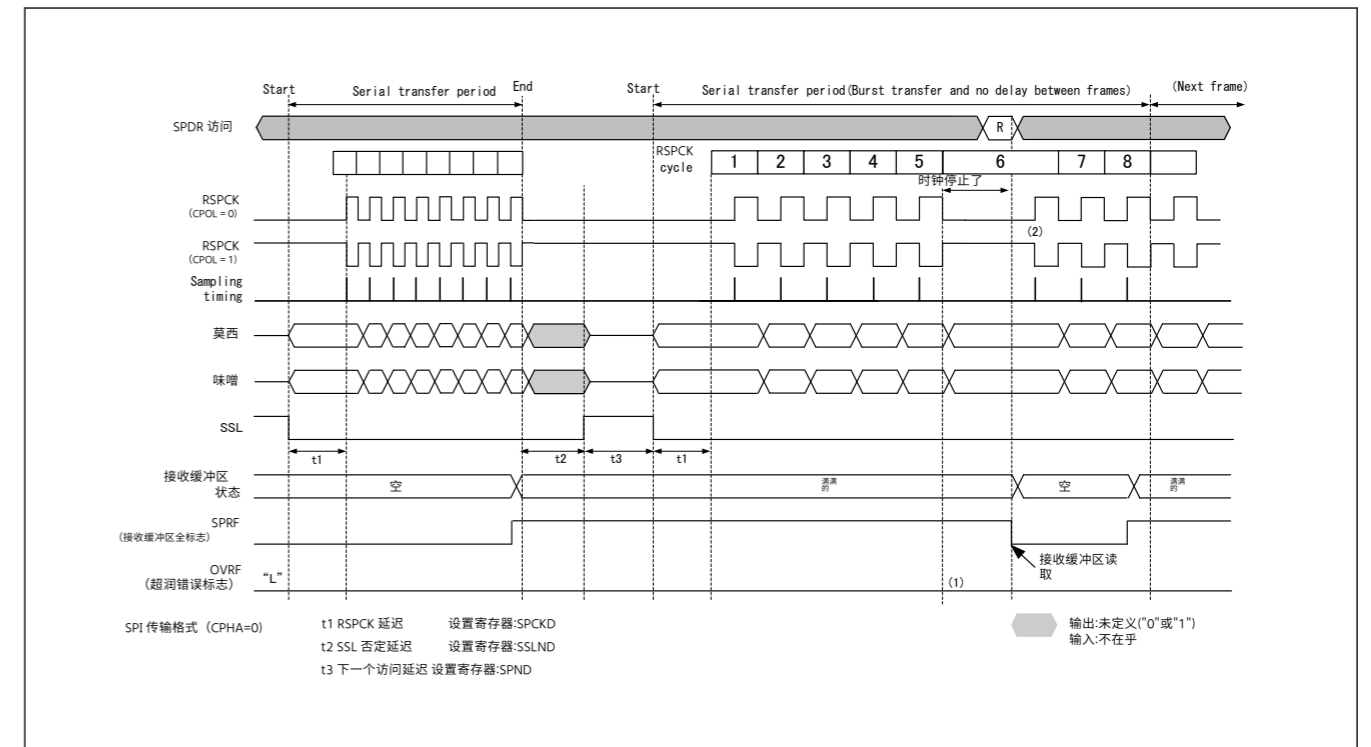 Start
Serial transfer period
End
Start
Serial transfer period(Burst transfer and no delay between frames)
(Next frame)
SPDR 访问
R
RSPCK
cycle
1 2 3 4 5 6 7 8
时钟停止了
RSPCK
(CPOL = 0)
(2)
RSPCK
(CPOL = 1)
Sampling
timing
莫西
味噌
SSL
t1
t2
t3
t1
接收缓冲区
状态
空
满满
的
空
满满
的
SPRF
(接收缓冲区全标志)
接收缓冲区读
取
OVRF
(超润错误标志)
“L”
(1)
SPI 传输格式(CPHA=0)
t1 RSPCK 延迟 设置寄存器:SPCKD
t2 SSL 否定延迟 设置寄存器:SSLND
t3 下一个访问延迟 设置寄存器:SPND
输出:未定义("0"或"1")
输入:不在乎